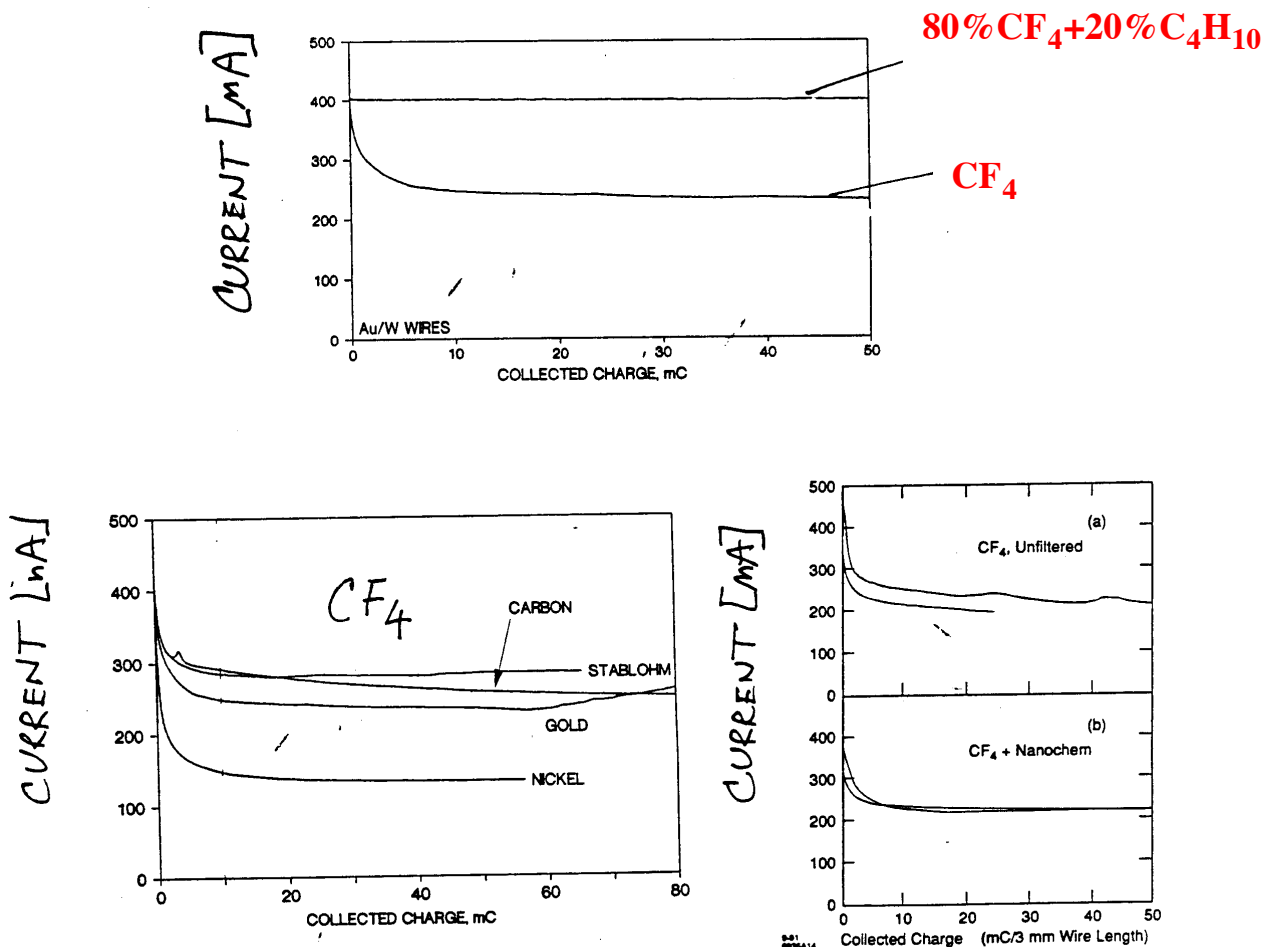 80%CF₄+20%C₄H₁₀
CURRENT [mA]
500
400
300
200
100
0
CF₄
Au/W WIRES
0 10 20 30 40 50
COLLECTED CHARGE, mC
CURRENT [nA]
500
400
300
200
100
0
CF₄
CARBON
STABLOHM
GOLD
NICKEL
0 20 40 60 80
COLLECTED CHARGE, mC
CURRENT [mA]
500
400
300
200
100
0
(a)
CF₄, Unfiltered
400
300
200
100
0
(b)
CF₄ + Nanochem
0 10 20 30 40 50
9-91
Collected Charge (mC/3 mm Wire Length)